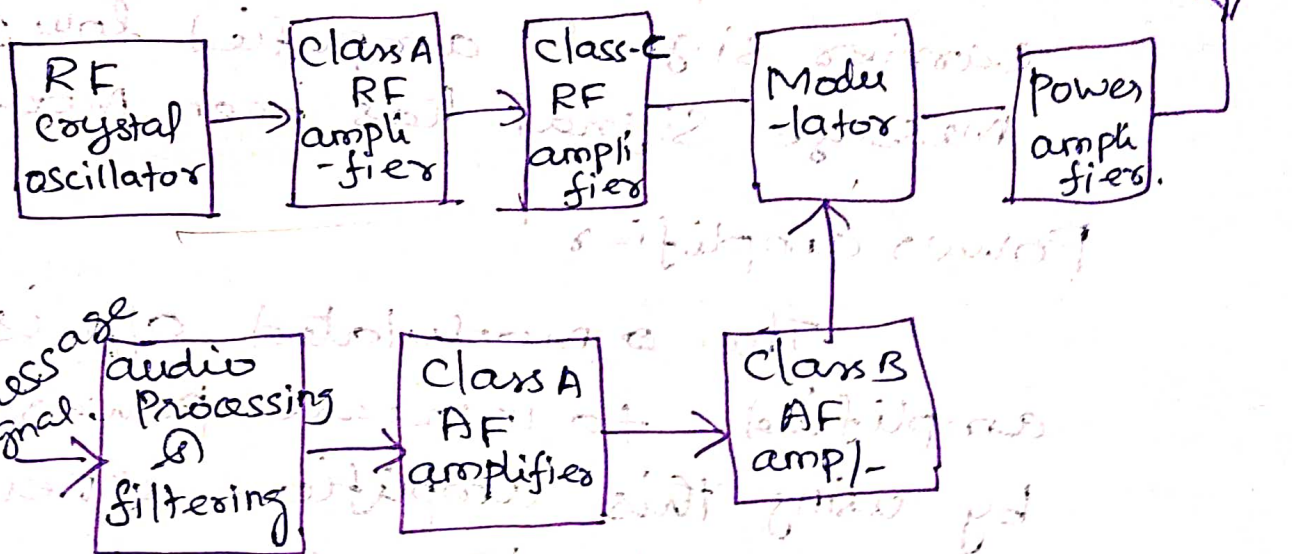 RF
crystal
oscillator
Class A
RF
ampli
-fier
Class-C
RF
ampli
fier
Modu
-lator
Power
ampli
fier.
audio
Processing
&
filtering
Class A
AF
amplifier
Class B
AF
amp/-